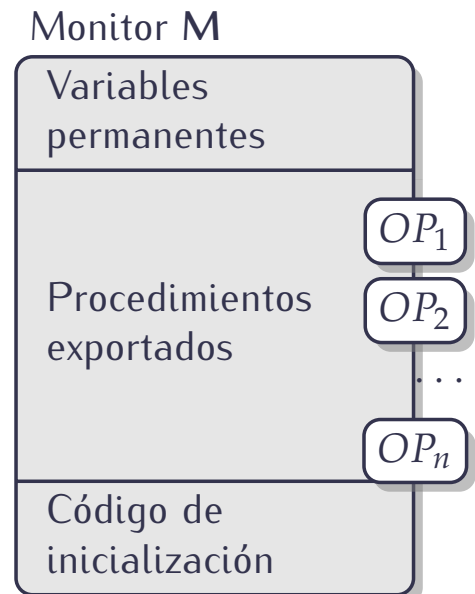 Monitor M
Variables
permanentes
OP₁
Procedimientos
exportados
OP₂
. . .
OPₙ
Código de
inicialización